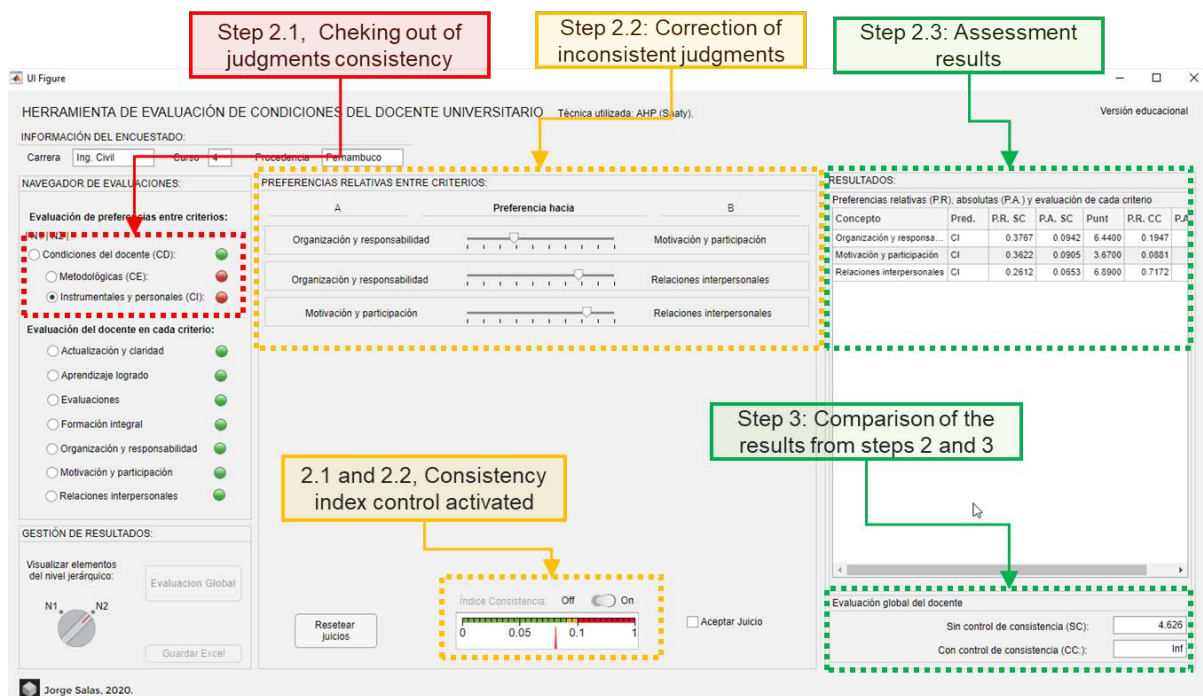 Step 2.1, Cheking out of
judgments consistency
Step 2.2: Correction of
inconsistent judgments
Step 2.3: Assessment
results
UI Figure
HERRAMIENTA DE EVALUACIÓN DE CONDICIONES DEL DOCENTE UNIVERSITARIO Técnica utilizada: AHP (Saaty).
Versión educacional
INFORMACIÓN DEL ENCUESTADO:
Carrera Ing. Civil Curso 4 Procedencia Pernambuco
NAVEGADOR DE EVALUACIONES:
Evaluación de preferencias entre criterios:
| N1 | N2 |
Condiciones del docente (CD):
Metodológicas (CE):
Instrumentales y personales (CI):
Evaluación del docente en cada criterio:
Actualización y claridad
Aprendizaje logrado
Evaluaciones
Formación integral
Organización y responsabilidad
Motivación y participación
Relaciones interpersonales
GESTIÓN DE RESULTADOS:
Visualizar elementos
del nivel jerárquico:
N1 N2
Evaluacion Global
Guardar Excel
PREFERENCIAS RELATIVAS ENTRE CRITERIOS:
A Preferencia hacia B
Organización y responsabilidad Motivación y participación
Organización y responsabilidad Relaciones interpersonales
Motivación y participación Relaciones interpersonales
2.1 and 2.2, Consistency
index control activated
Resetear
juicios
Índice Consistencia: Off On
0 0.05 0.1 1
Aceptar Juicio
RESULTADOS:
Preferencias relativas (P.R), absolutas (P.A.) y evaluación de cada criterio
Concepto Pred. P.R. SC P.A. SC Punt P.R. CC P.A
Organización y responsa... CI 0.3767 0.0942 6.4400 0.1947
Motivación y participación CI 0.3622 0.0905 3.6700 0.0881
Relaciones interpersonales CI 0.2612 0.0653 6.8900 0.7172
Step 3: Comparison of the
results from steps 2 and 3
Evaluación global del docente
Sin control de consistencia (SC): 4.626
Con control de consistencia (CC:): Inf
Jorge Salas, 2020.